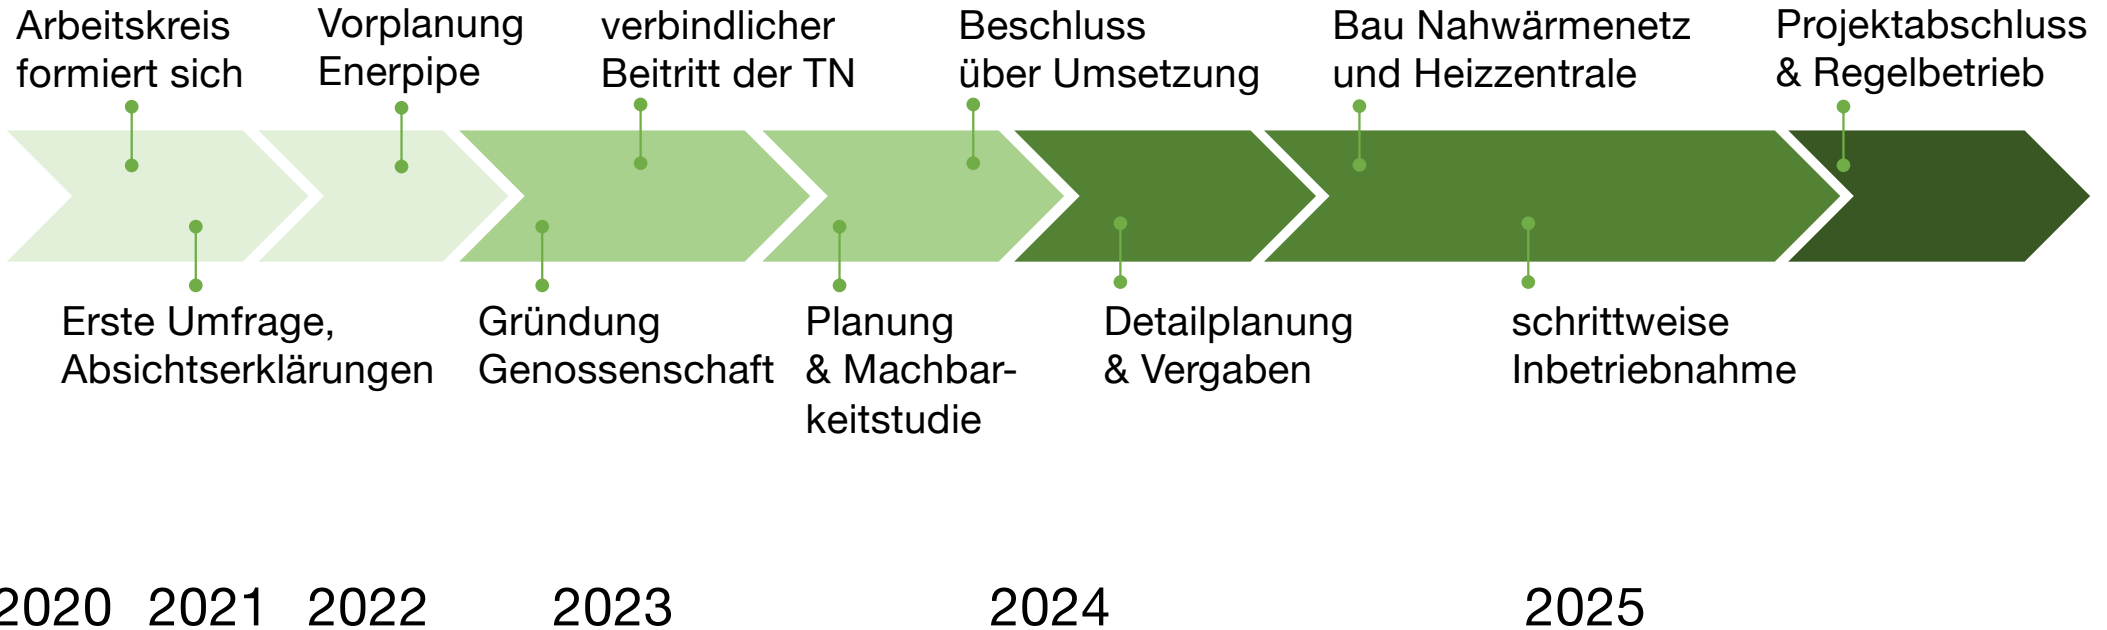 Arbeitskreis
formiert sich
Vorplanung
Enerpipe
verbindlicher
Beitritt der TN
Beschluss
über Umsetzung
Bau Nahwärmenetz
und Heizzentrale
Projektabschluss
& Regelbetrieb
Erste Umfrage,
Absichtserklärungen
Gründung
Genossenschaft
Planung
& Machbar-
keitstudie
Detailplanung
& Vergaben
schrittweise
Inbetriebnahme
2020 2021 2022 2023 2024 2025